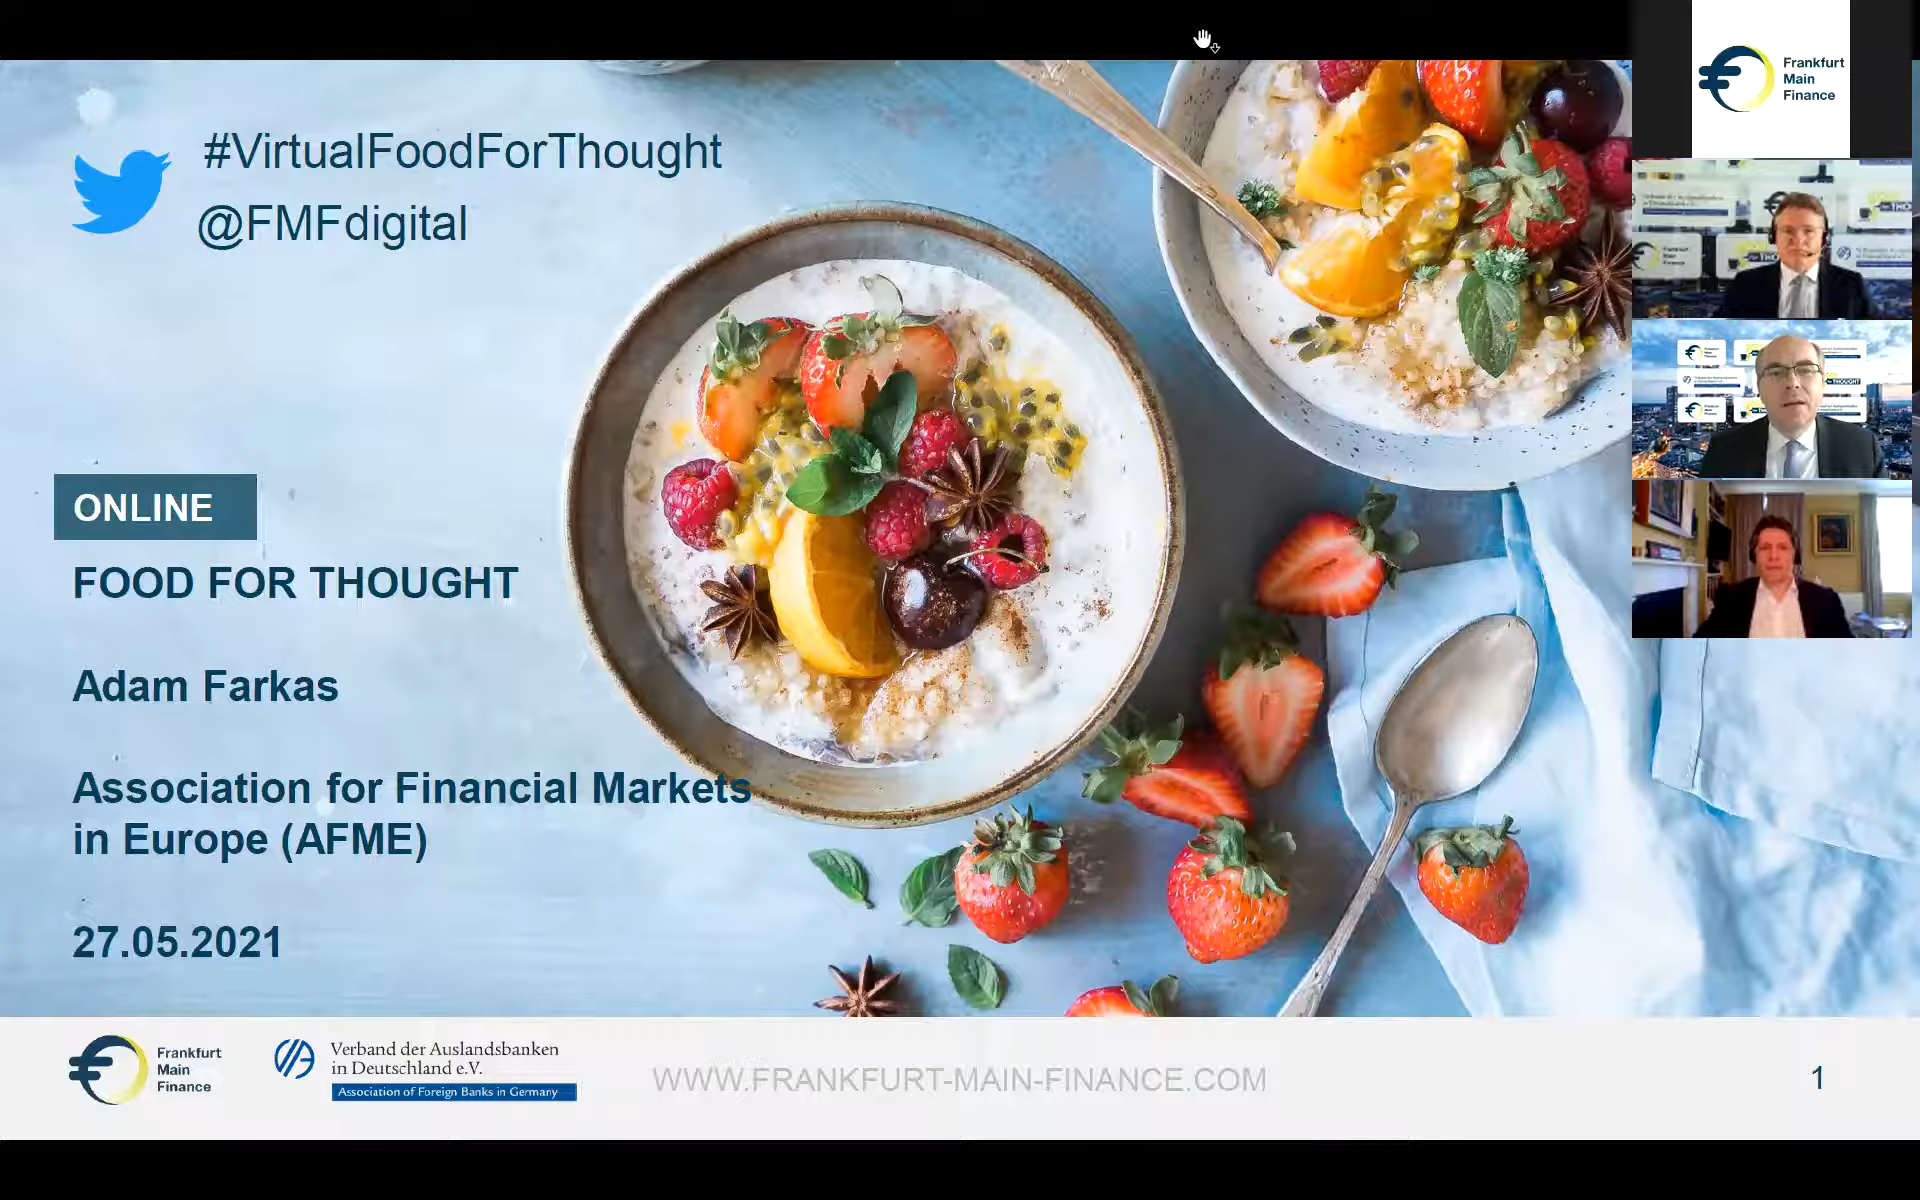 #VirtualFoodForThought
@FMFdigital
ONLINE
FOOD FOR THOUGHT
Adam Farkas
Association for Financial Markets
in Europe (AFME)
27.05.2021
Frankfurt
Main
Finance
Verband der Auslandsbanken
in Deutschland e.V.
Association of Foreign Banks in Germany
WWW.FRANKFURT-MAIN-FINANCE.COM
1
Frankfurt
Main
Finance